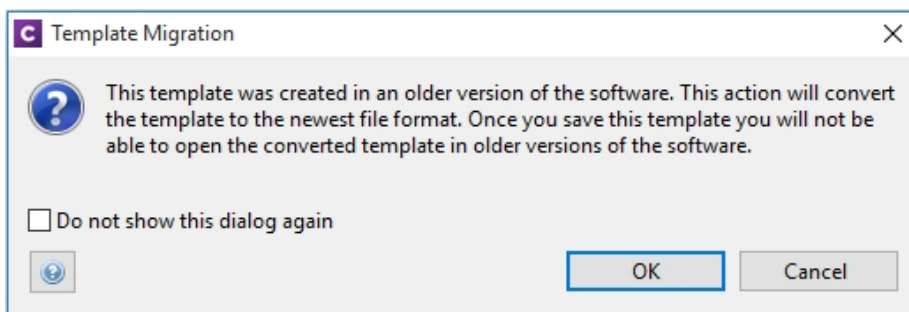 C Template Migration
This template was created in an older version of the software. This action will convert
the template to the newest file format. Once you save this template you will not be
able to open the converted template in older versions of the software.
Do not show this dialog again
OK Cancel